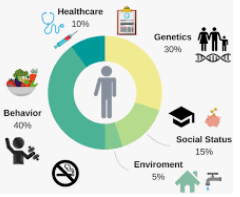 Healthcare
10%
Genetics
30%
Behavior
40%
Social Status
15%
Enviroment
5%